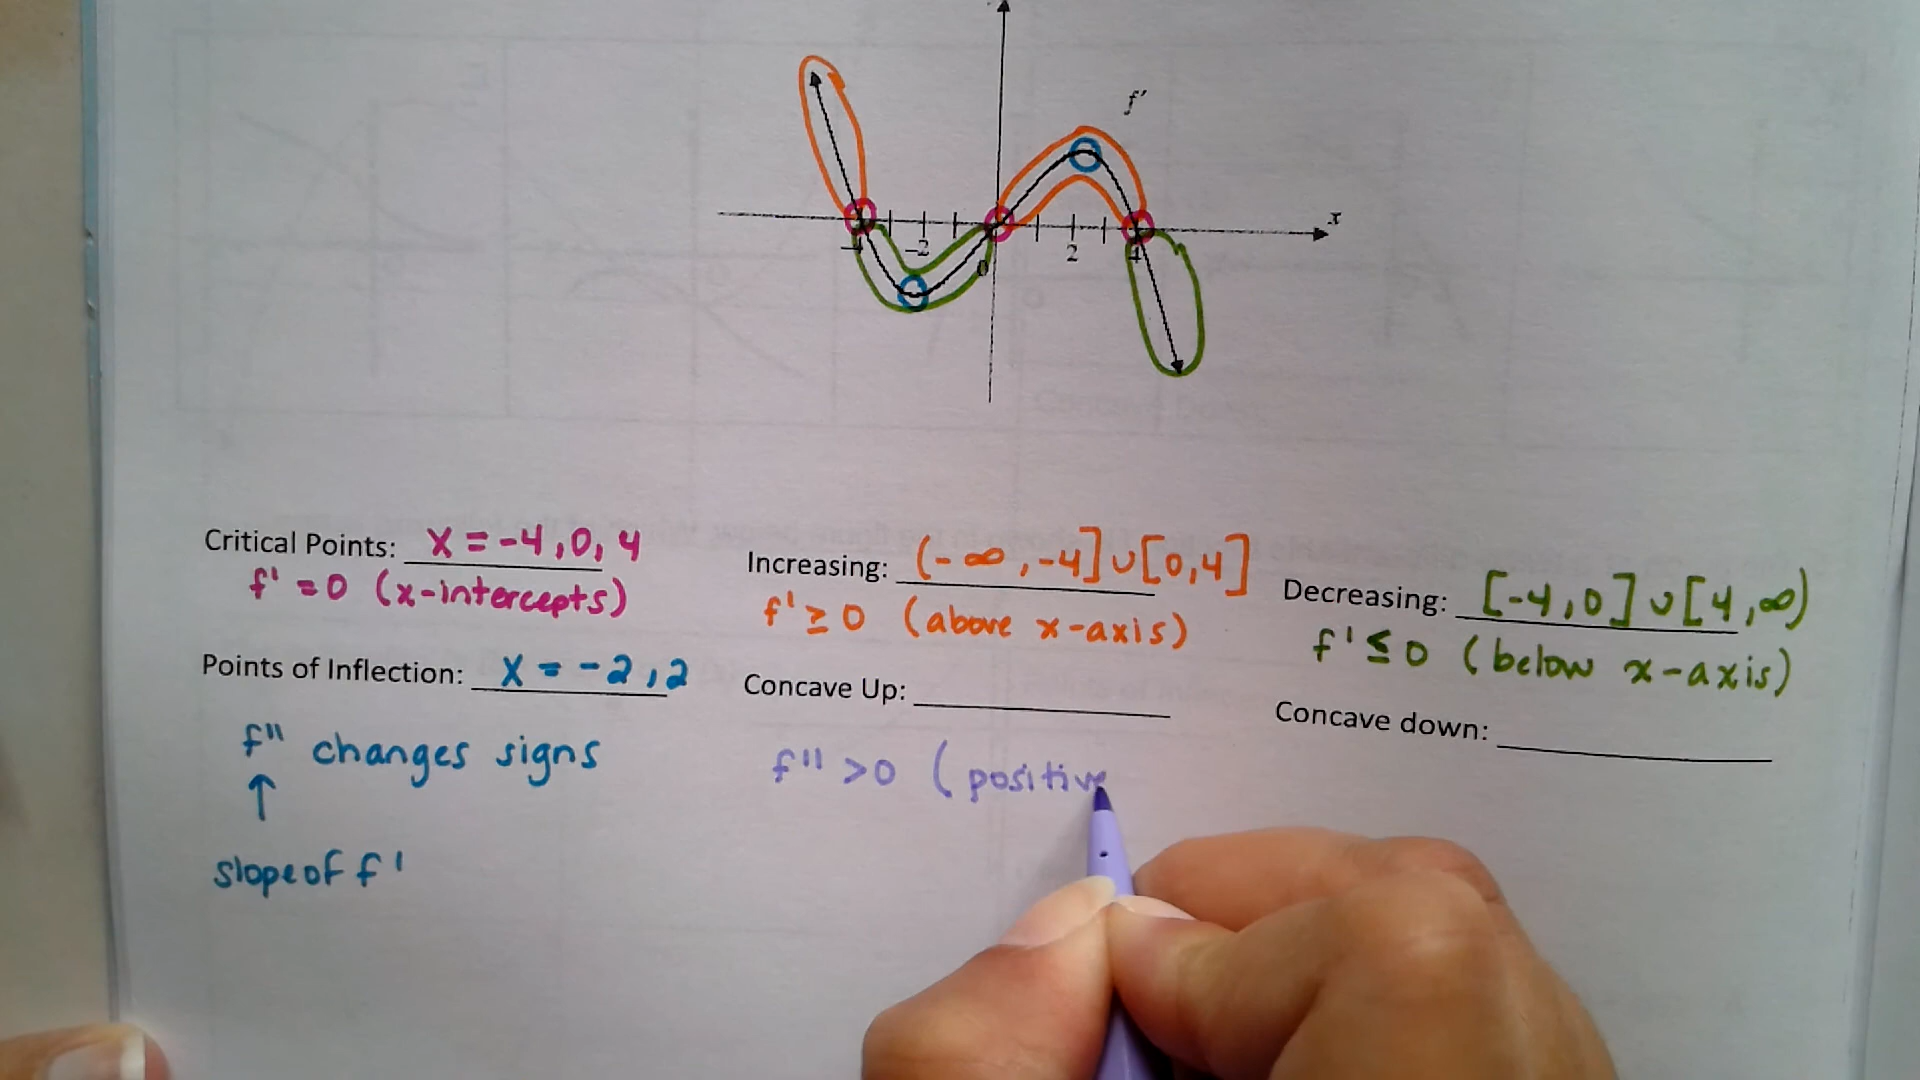 f'
x
-4 -2 0 2 4
Critical Points: x = -4, 0, 4
f' = 0 (x-intercepts)
Increasing: (-∞, -4] ∪ [0, 4]
f' ≥ 0 (above x-axis)
Decreasing: [-4, 0] ∪ [4, ∞)
f' ≤ 0 (below x-axis)
Points of Inflection: x = -2, 2
f'' changes signs
↑
slope of f'
Concave Up:
f'' > 0 (positive
Concave down: